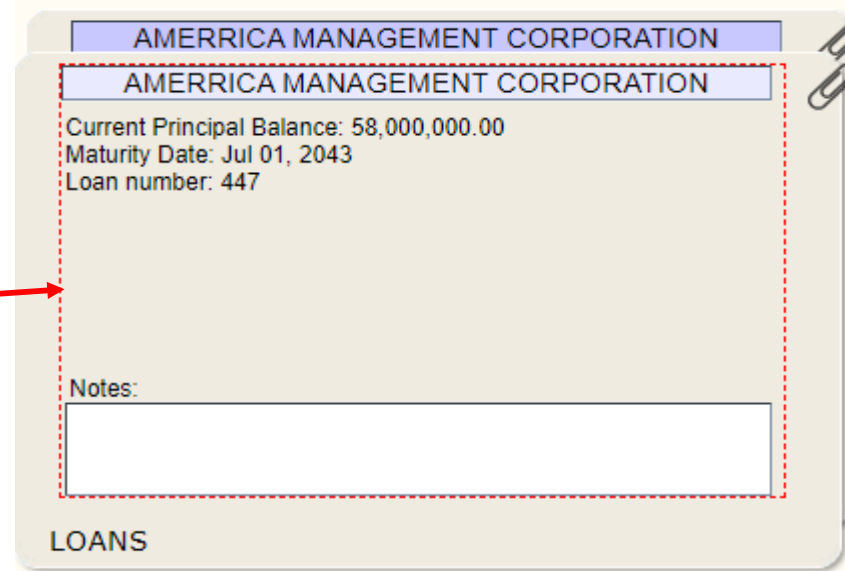 AMERRICA MANAGEMENT CORPORATION
AMERRICA MANAGEMENT CORPORATION
Current Principal Balance: 58,000,000.00
Maturity Date: Jul 01, 2043
Loan number: 447
Notes:
LOANS